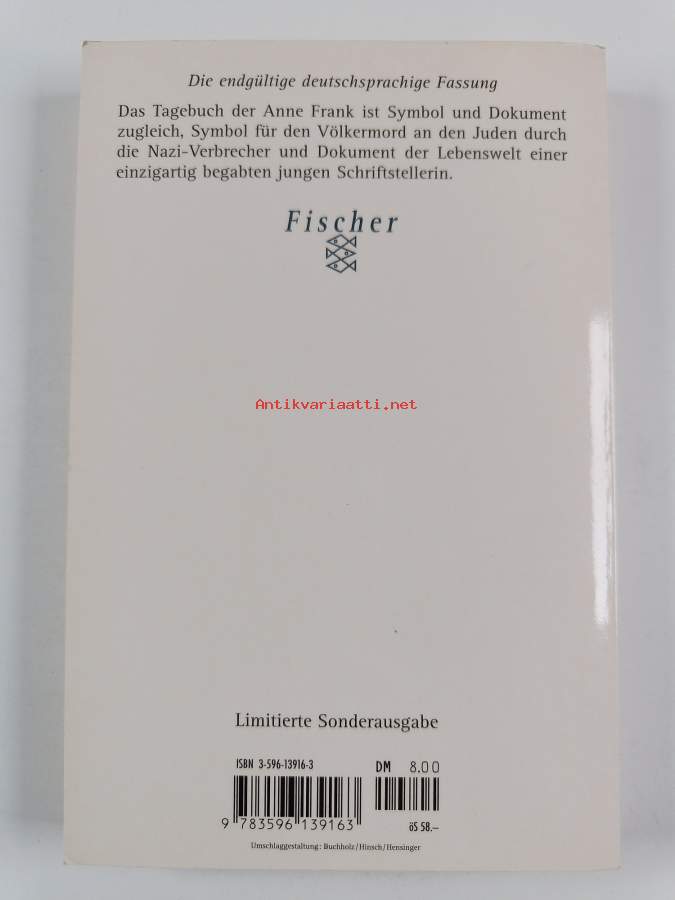 Die endgültige deutschsprachige Fassung
Das Tagebuch der Anne Frank ist Symbol und Dokument
zugleich, Symbol für den Völkermord an den Juden durch
die Nazi-Verbrecher und Dokument der Lebenswelt einer
einzigartig begabten jungen Schriftstellerin.
Fischer
Antikvariaatti.net
Limitierte Sonderausgabe
ISBN 3-596-13916-3
DM 8.00
9 783596 139163
öS 58.–
Umschlaggestaltung: Buchholz/Hinsch/Hensinger